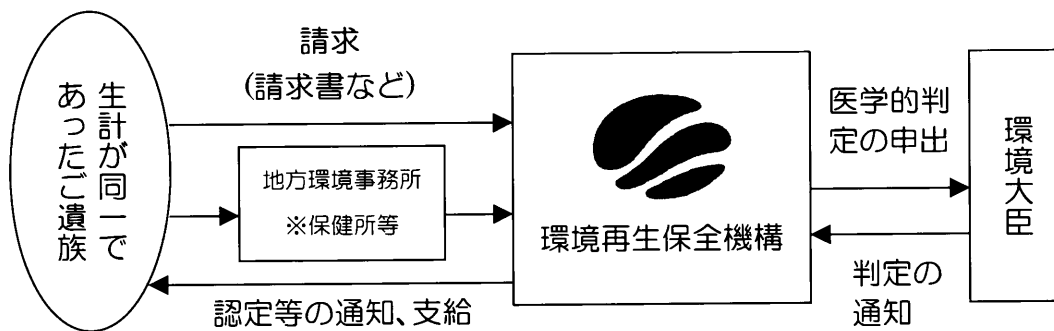 生計が同一で
あったご遺族
請求
(請求書など)
地方環境事務所
※保健所等
認定等の通知、支給
環境再生保全機構
医学的判
定の申出
判定の
通知
環境大臣